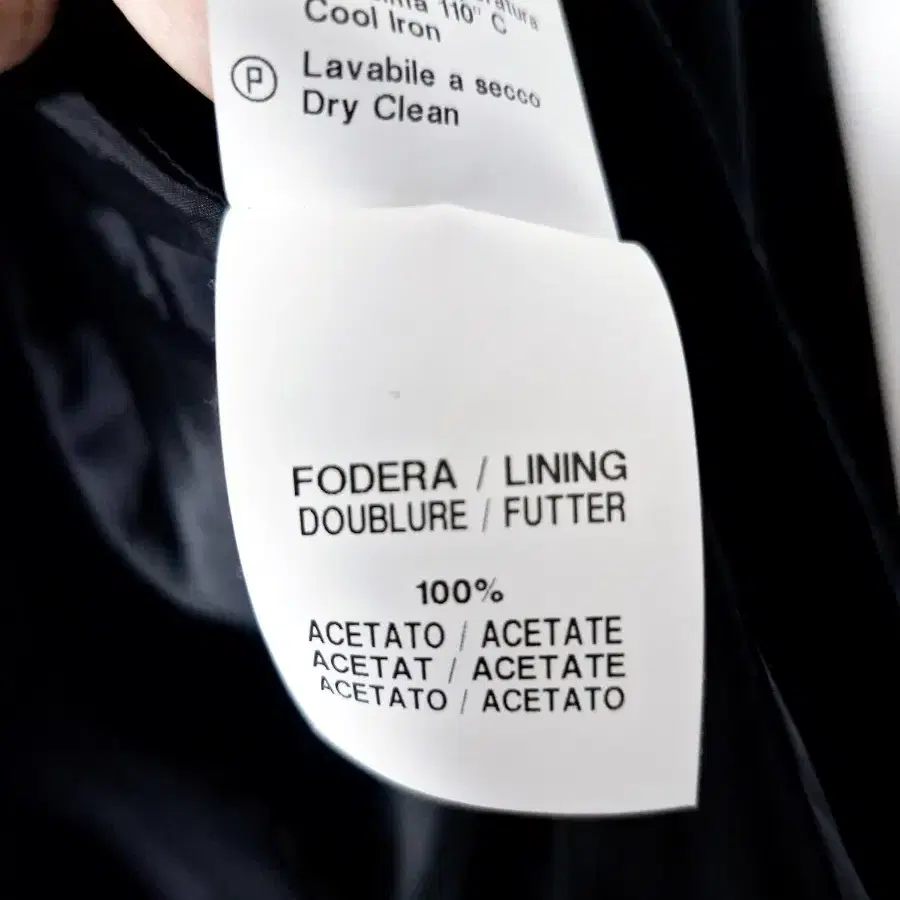 110° C
Cool Iron
P
Lavabile a secco
Dry Clean
FODERA / LINING
DOUBLURE / FUTTER
100%
ACETATO / ACETATE
ACETAT / ACETATE
ACETATO / ACETATO